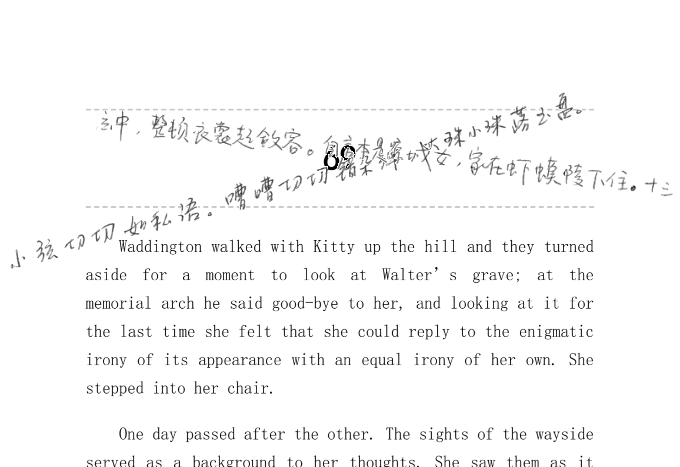 中，整顿衣裳起敛容。自言本是京城女，家在虾蟆陵下住。十三
小弦切切如私语。嘈嘈切切错杂弹，大珠小珠落玉盘。
Waddington walked with Kitty up the hill and they turned
aside for a moment to look at Walter’s grave; at the
memorial arch he said good-bye to her, and looking at it for
the last time she felt that she could reply to the enigmatic
irony of its appearance with an equal irony of her own. She
stepped into her chair.
One day passed after the other. The sights of the wayside
served as a background to her thoughts. She saw them as it